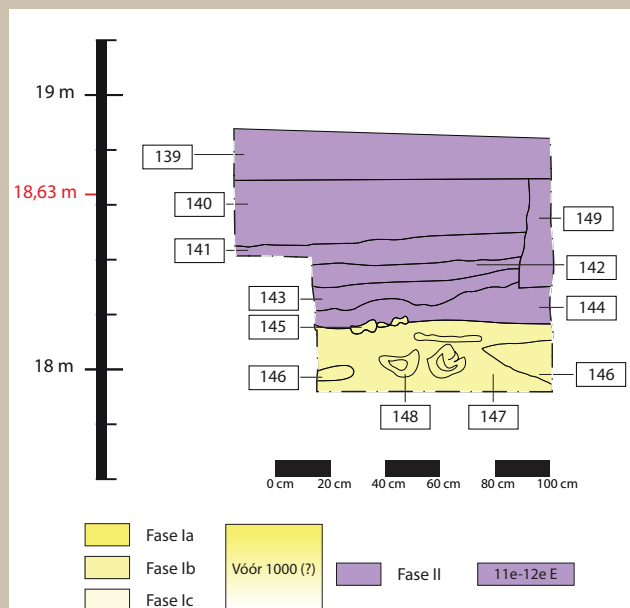 19 m
139
18,63 m
140
149
141
142
143
144
145
18 m
146
146
148
147
0 cm 20 cm 40 cm 60 cm 80 cm 100 cm
Fase Ia
Fase Ib
Vóór 1000 (?)
Fase II
11e-12e E
Fase Ic